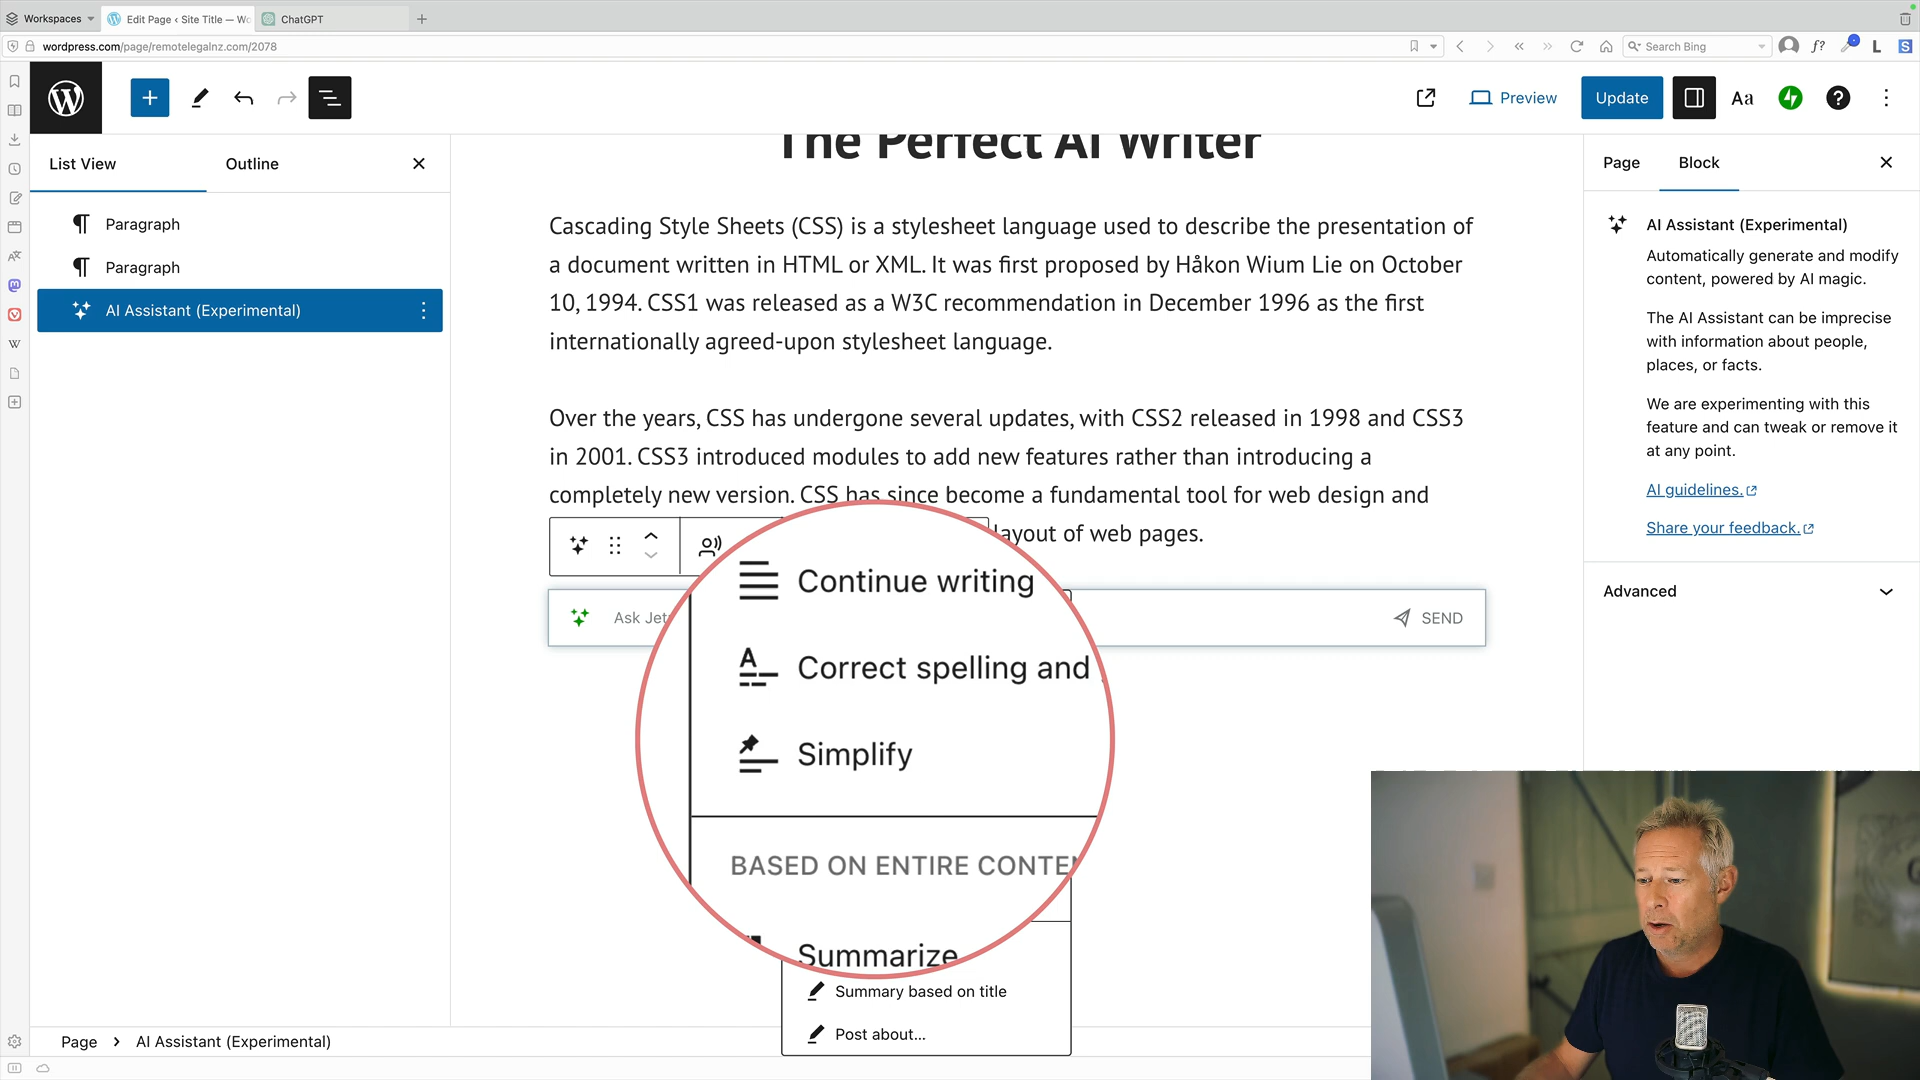 Workspaces
Edit Page ‹ Site Title — Wo
ChatGPT
wordpress.com/page/remotelegalnz.com/2078
Search Bing
f?
L
S
Preview
Update
Aa
List View
Outline
Paragraph
Paragraph
AI Assistant (Experimental)
The Perfect AI Writer
Cascading Style Sheets (CSS) is a stylesheet language used to describe the presentation of
a document written in HTML or XML. It was first proposed by Håkon Wium Lie on October
10, 1994. CSS1 was released as a W3C recommendation in December 1996 as the first
internationally agreed-upon stylesheet language.
Over the years, CSS has undergone several updates, with CSS2 released in 1998 and CSS3
in 2001. CSS3 introduced modules to add new features rather than introducing a
completely new version. CSS has since become a fundamental tool for web design and
layout of web pages.
Ask Jet
SEND
Continue writing
Correct spelling and
Simplify
BASED ON ENTIRE CONTEN
Summarize
Summary based on title
Post about...
Page
Block
AI Assistant (Experimental)
Automatically generate and modify
content, powered by AI magic.
The AI Assistant can be imprecise
with information about people,
places, or facts.
We are experimenting with this
feature and can tweak or remove it
at any point.
AI guidelines.
Share your feedback.
Advanced
Page > AI Assistant (Experimental)